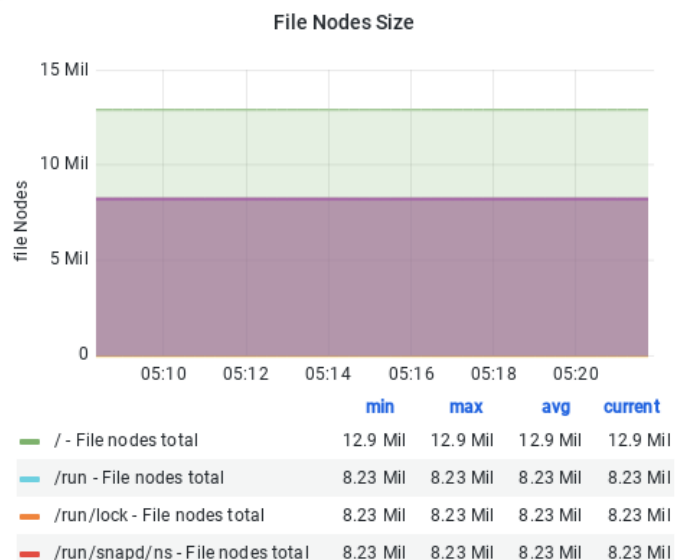 File Nodes Size
15 Mil
10 Mil
5 Mil
0
file Nodes
05:10 05:12 05:14 05:16 05:18 05:20
min max avg current
/ - File nodes total 12.9 Mil 12.9 Mil 12.9 Mil 12.9 Mil
/run - File nodes total 8.23 Mil 8.23 Mil 8.23 Mil 8.23 Mil
/run/lock - File nodes total 8.23 Mil 8.23 Mil 8.23 Mil 8.23 Mil
/run/snapd/ns - File nodes total 8.23 Mil 8.23 Mil 8.23 Mil 8.23 Mil